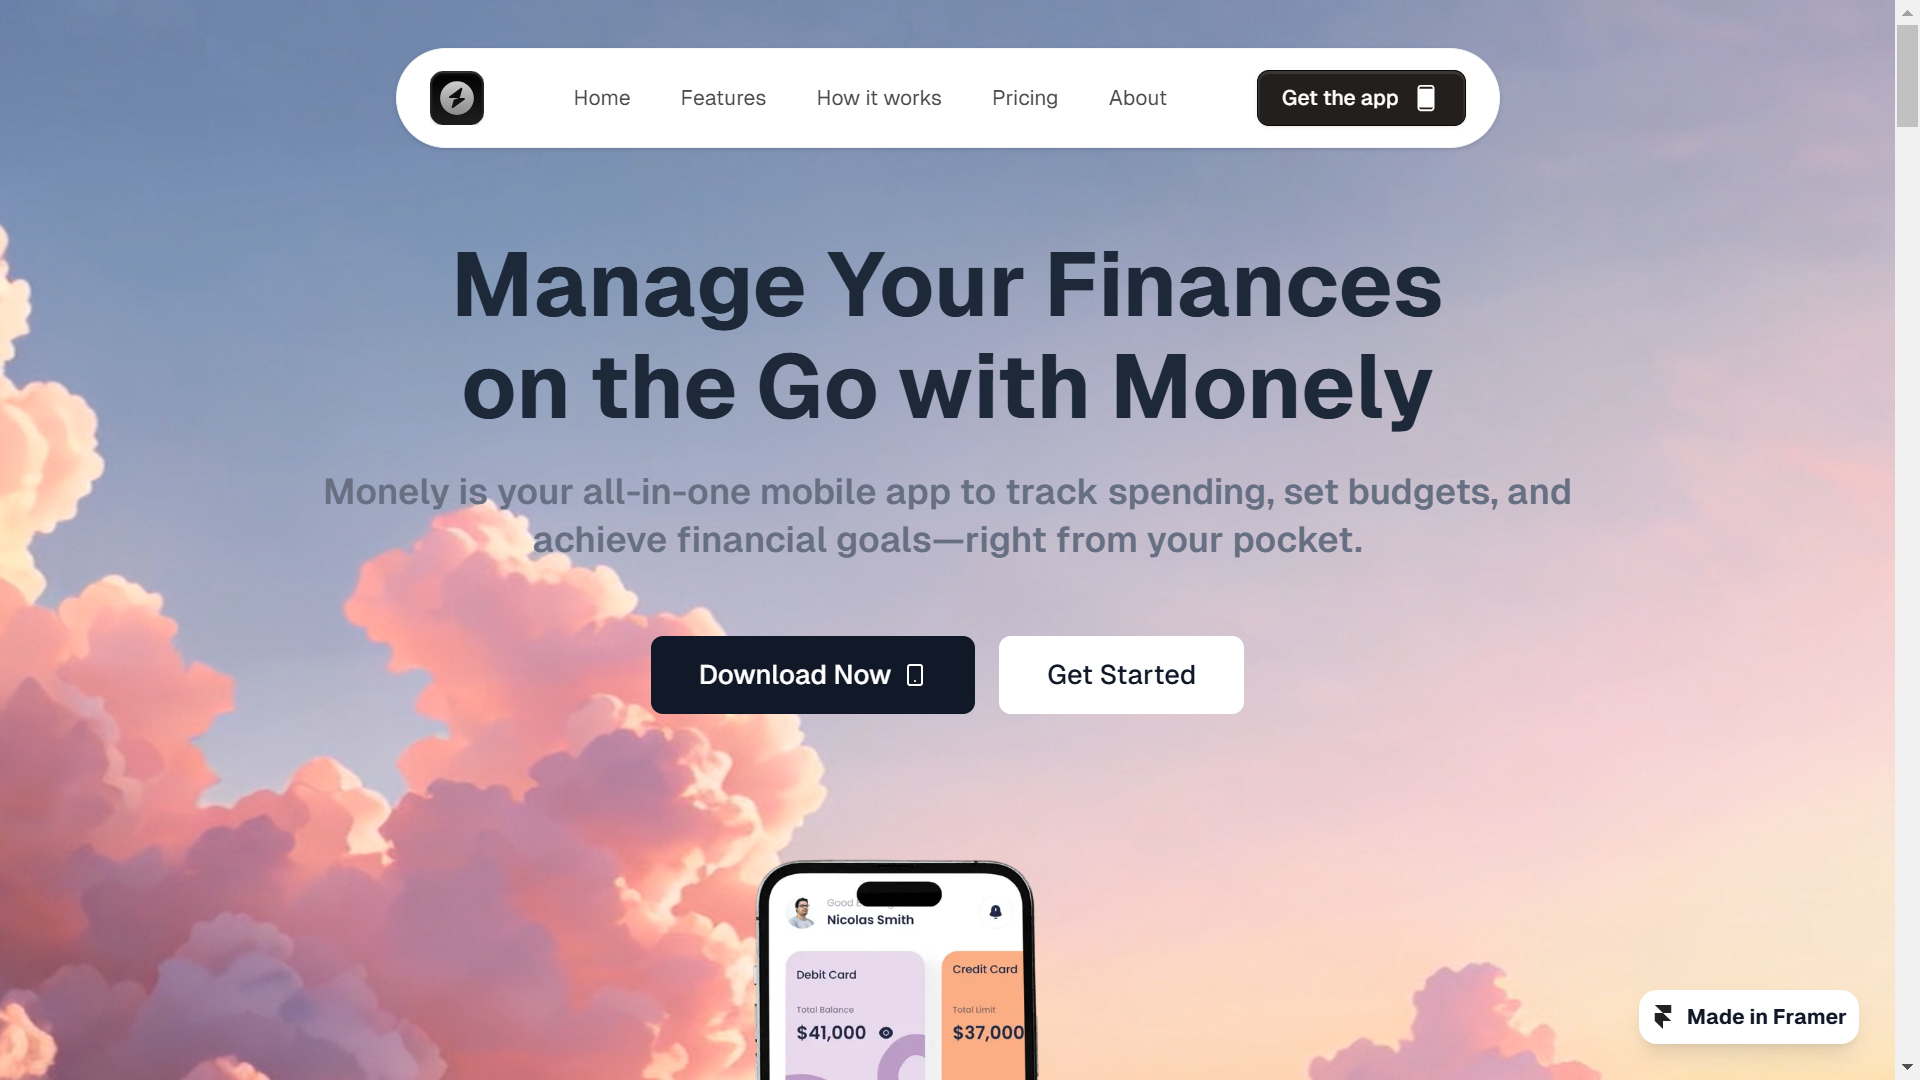 Home
Features
How it works
Pricing
About
Get the app
Manage Your Finances
on the Go with Monely
Monely is your all-in-one mobile app to track spending, set budgets, and
achieve financial goals—right from your pocket.
Download Now
Get Started
Good
Nicolas Smith
Debit Card
Total Balance
$41,000
Credit Card
Total Limit
$37,000
Made in Framer